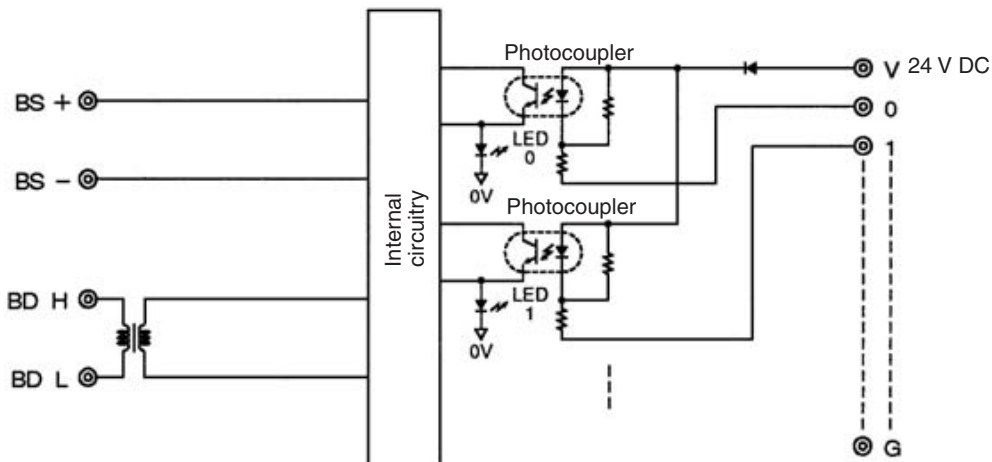 Photocoupler
V 24 V DC
BS +
0
LED
0
1
BS -
0V
Internal
circuitry
Photocoupler
BD H
LED
1
0V
BD L
G